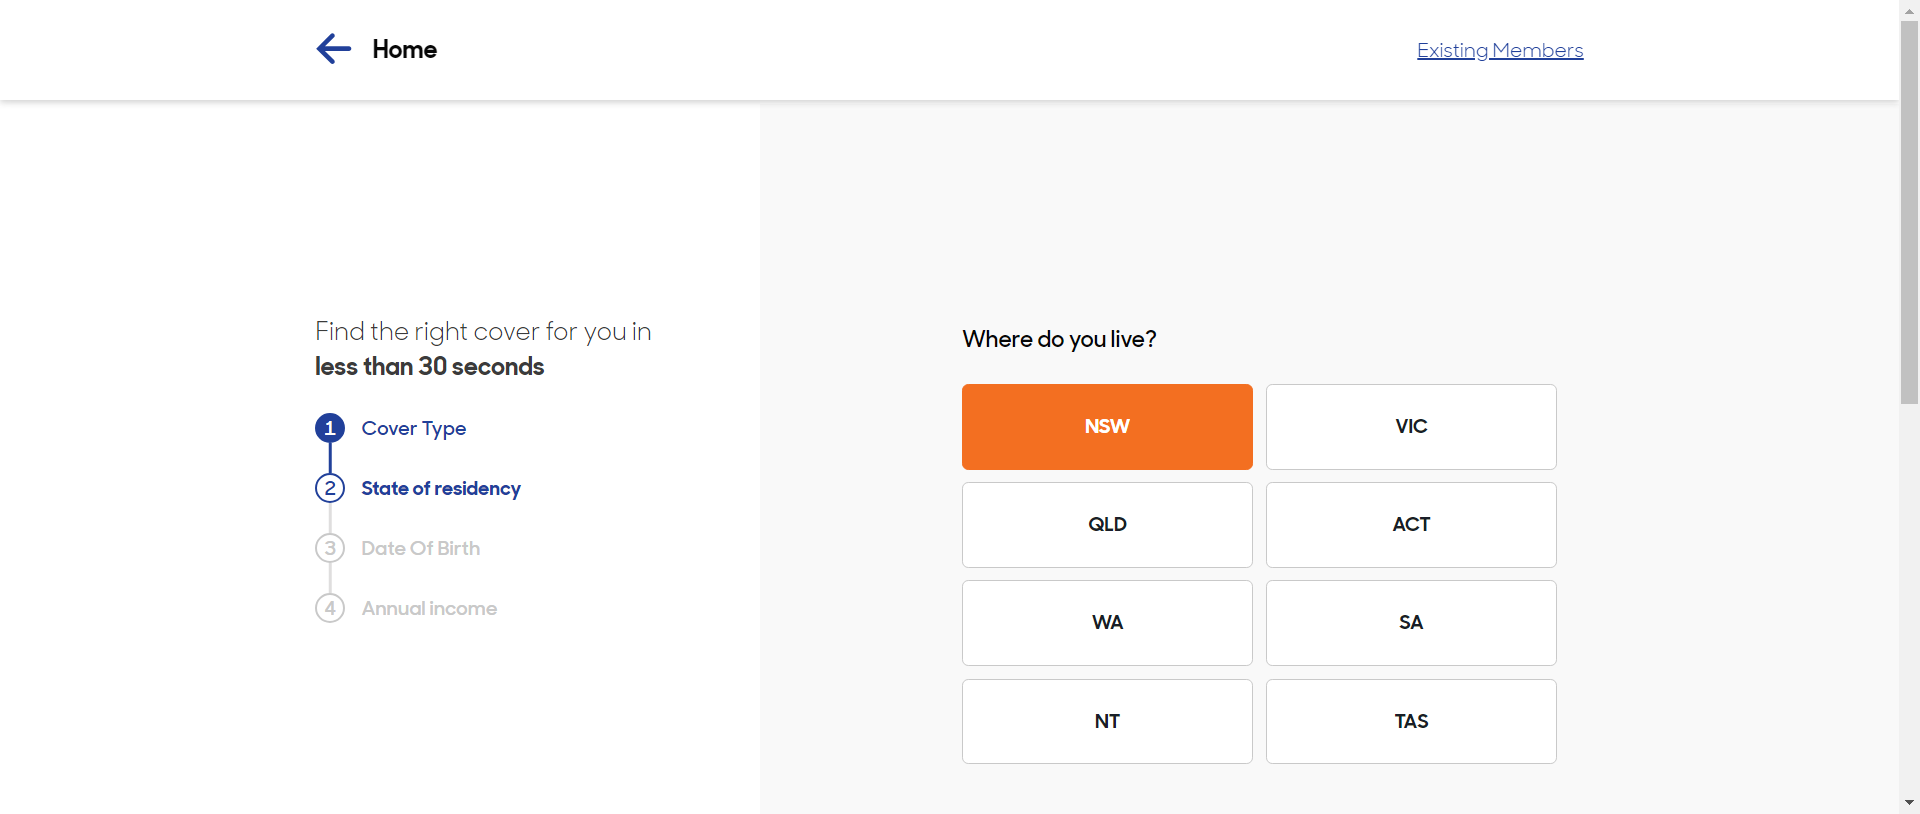 Home
Existing Members
Find the right cover for you in
less than 30 seconds
1 Cover Type
2 State of residency
3 Date Of Birth
4 Annual income
Where do you live?
NSW
VIC
QLD
ACT
WA
SA
NT
TAS